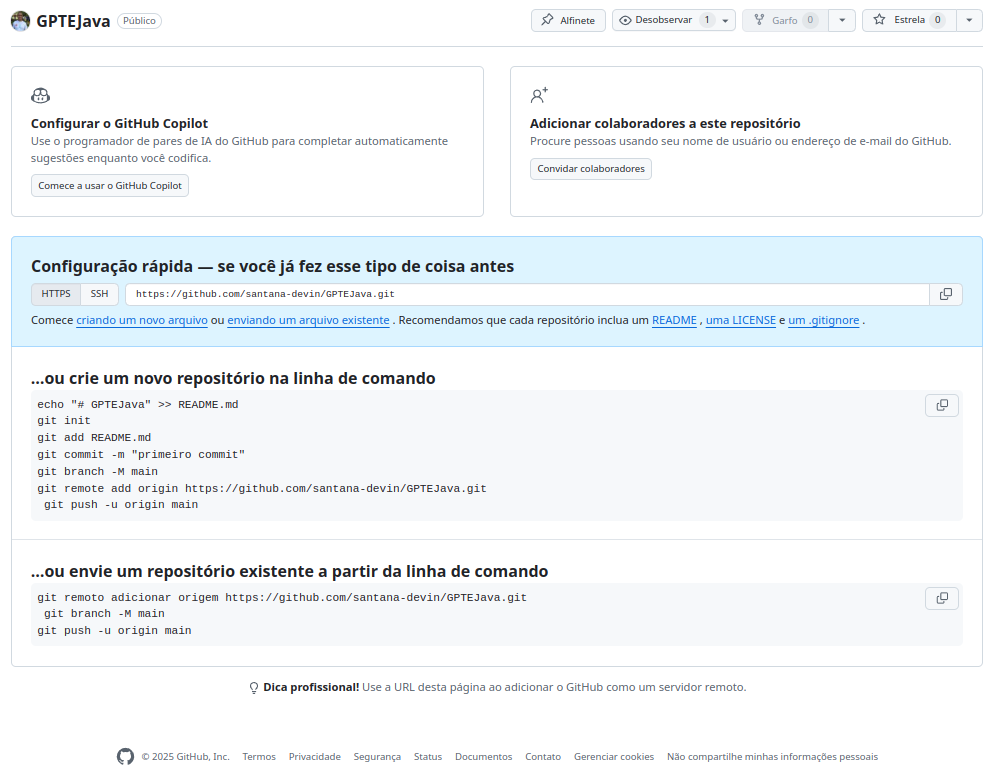 GPTEJava Público Alfinete Desobservar 1 Garfo 0 Estrela 0
Configurar o GitHub Copilot
Use o programador de pares de IA do GitHub para completar automaticamente
sugestões enquanto você codifica.
Comece a usar o GitHub Copilot
Adicionar colaboradores a este repositório
Procure pessoas usando seu nome de usuário ou endereço de e-mail do GitHub.
Convidar colaboradores
Configuração rápida — se você já fez esse tipo de coisa antes
HTTPS SSH https://github.com/santana-devin/GPTEJava.git
Comece criando um novo arquivo ou enviando um arquivo existente . Recomendamos que cada repositório inclua um README , uma LICENSE e um .gitignore .
...ou crie um novo repositório na linha de comando
echo "# GPTEJava" >> README.md
git init
git add README.md
git commit -m "primeiro commit"
git branch -M main
git remote add origin https://github.com/santana-devin/GPTEJava.git
git push -u origin main
...ou envie um repositório existente a partir da linha de comando
git remoto adicionar origem https://github.com/santana-devin/GPTEJava.git
git branch -M main
git push -u origin main
Dica profissional! Use a URL desta página ao adicionar o GitHub como um servidor remoto.
© 2025 GitHub, Inc. Termos Privacidade Segurança Status Documentos Contato Gerenciar cookies Não compartilhe minhas informações pessoais